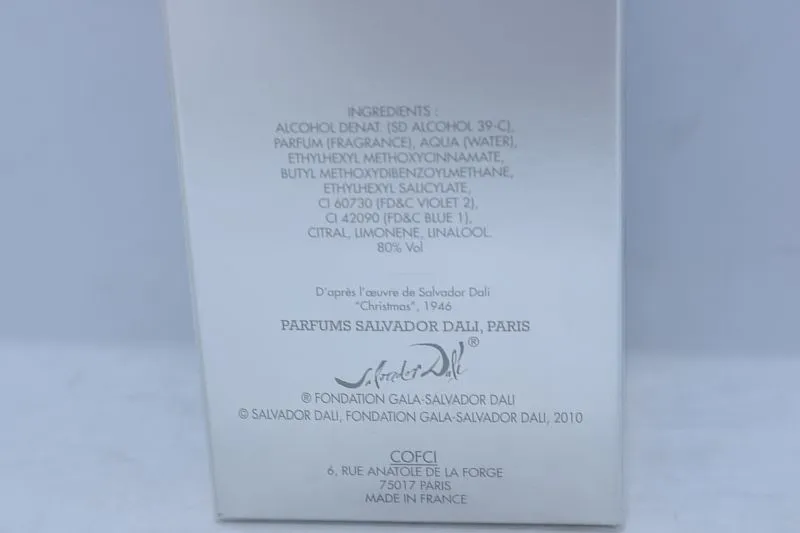 INGREDIENTS :
ALCOHOL DENAT. (SD ALCOHOL 39-C),
PARFUM (FRAGRANCE), AQUA (WATER),
ETHYLHEXYL METHOXYCINNAMATE,
BUTYL METHOXYDIBENZOYLMETHANE,
ETHYLHEXYL SALICYLATE,
CI 60730 (FD&C VIOLET 2),
CI 42090 (FD&C BLUE 1),
CITRAL, LIMONENE, LINALOOL.
80% Vol
D'après l'œuvre de Salvador Dali
"Christmas", 1946
PARFUMS SALVADOR DALI, PARIS
Salvador Dalí ®
® FONDATION GALA-SALVADOR DALI
© SALVADOR DALI, FONDATION GALA-SALVADOR DALI, 2010
COFCI
6, RUE ANATOLE DE LA FORGE
75017 PARIS
MADE IN FRANCE